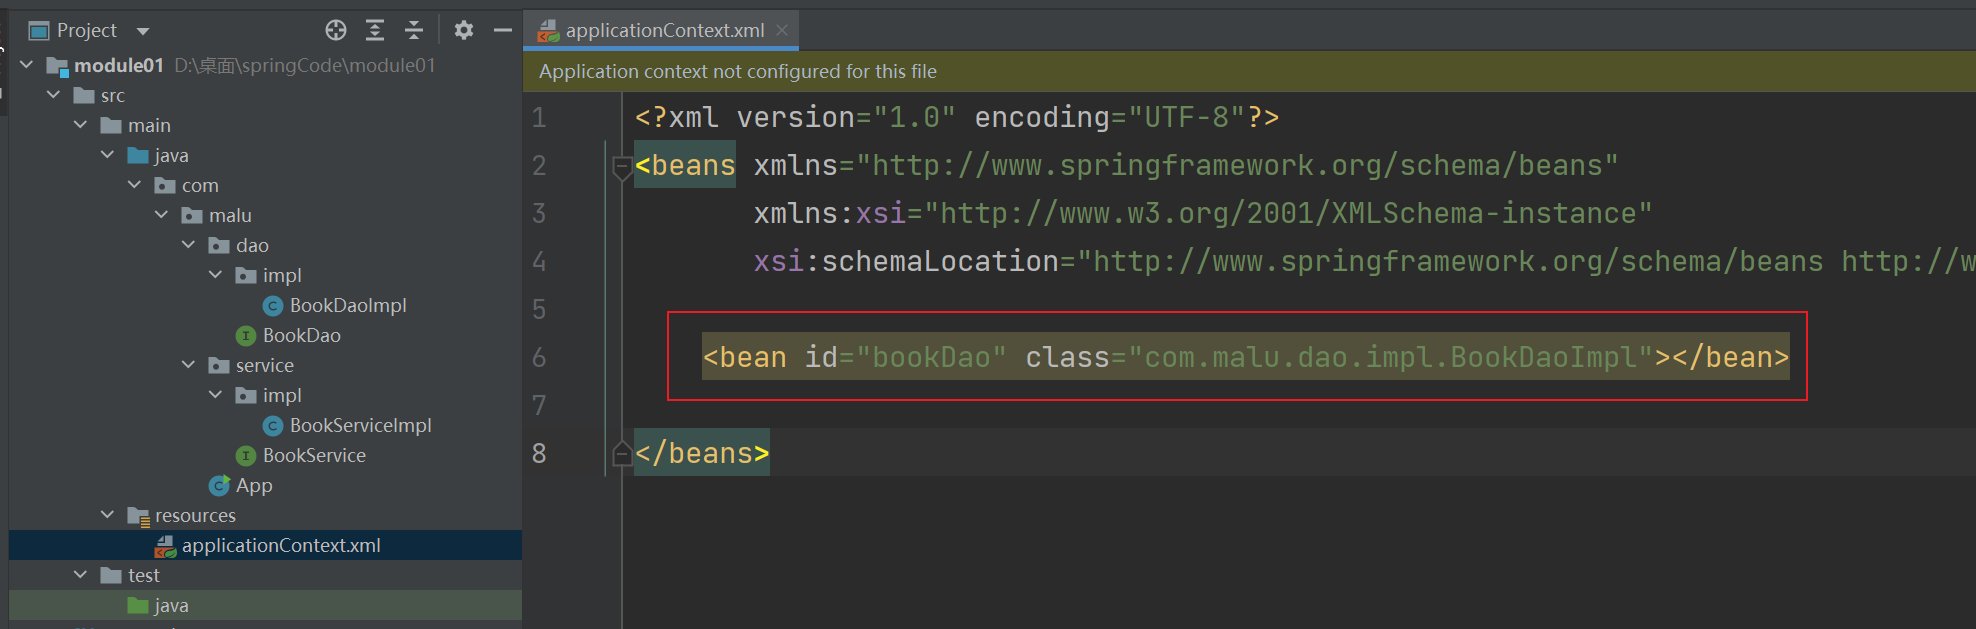 Project
module01 D:\桌面\springCode\module01
src
main
java
com
malu
dao
impl
BookDaoImpl
BookDao
service
impl
BookServiceImpl
BookService
App
resources
applicationContext.xml
test
java
applicationContext.xml
Application context not configured for this file
1 <?xml version="1.0" encoding="UTF-8"?>
2 <beans xmlns="http://www.springframework.org/schema/beans"
3 xmlns:xsi="http://www.w3.org/2001/XMLSchema-instance"
4 xsi:schemaLocation="http://www.springframework.org/schema/beans http://w
5
6 <bean id="bookDao" class="com.malu.dao.impl.BookDaoImpl"></bean>
7
8 </beans>